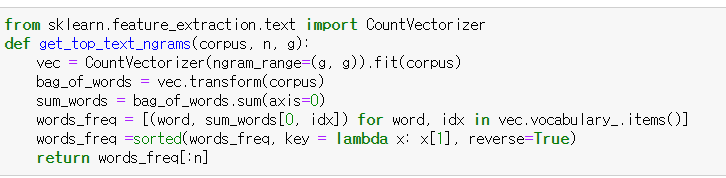 from sklearn.feature_extraction.text import CountVectorizer
def get_top_text_ngrams(corpus, n, g):
    vec = CountVectorizer(ngram_range=(g, g)).fit(corpus)
    bag_of_words = vec.transform(corpus)
    sum_words = bag_of_words.sum(axis=0)
    words_freq = [(word, sum_words[0, idx]) for word, idx in vec.vocabulary_.items()]
    words_freq =sorted(words_freq, key = lambda x: x[1], reverse=True)
    return words_freq[:n]